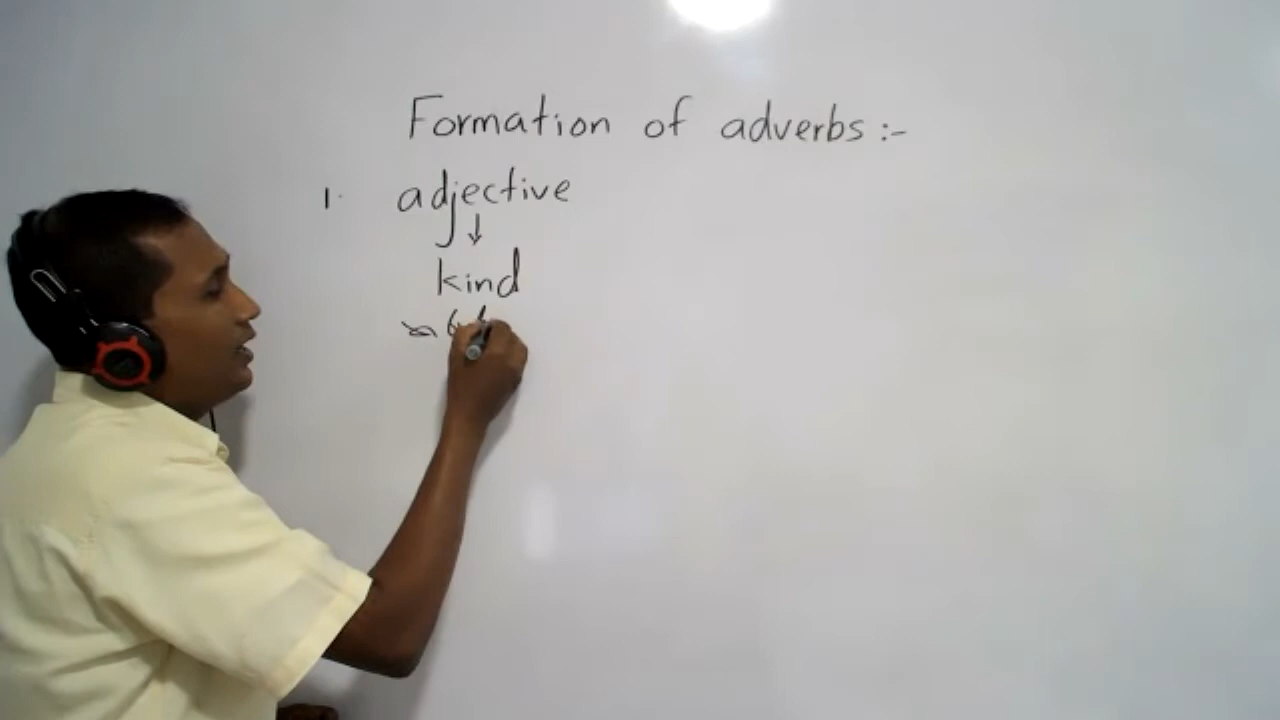 Formation of adverbs :-
1. adjective
↓
kind